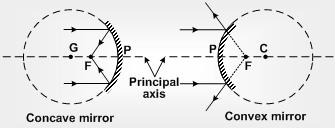 G
F
P
P
F
C
Principal
axis
Concave mirror
Convex mirror